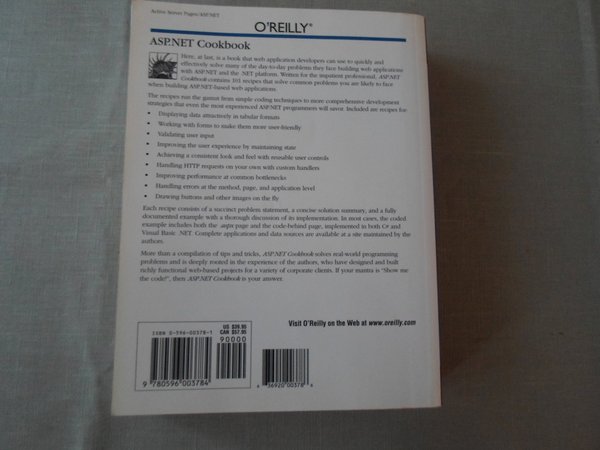 Active Server Pages/ASP.NET
O'REILLY®
ASP.NET Cookbook
Here, at last, is a book that web application developers can use to quickly and
effectively solve many of the day-to-day problems they face building web applications
with ASP.NET and the .NET platform. Written for the impatient professional, ASP.NET
Cookbook contains 101 recipes that solve common problems you are likely to face
when building ASP.NET-based web applications.
The recipes run the gamut from simple coding techniques to more comprehensive development
strategies that even the most experienced ASP.NET programmers will savor. Included are recipes for:
• Displaying data attractively in tabular formats
• Working with forms to make them more user-friendly
• Validating user input
• Improving the user experience by maintaining state
• Achieving a consistent look and feel with reusable user controls
• Handling HTTP requests on your own with custom handlers
• Improving performance at common bottlenecks
• Handling errors at the method, page, and application level
• Drawing buttons and other images on the fly
Each recipe consists of a succinct problem statement, a concise solution summary, and a fully
documented example with a thorough discussion of its implementation. In most cases, the coded
example includes both the .aspx page and the code-behind page, implemented in both C# and
Visual Basic .NET. Complete applications and data sources are available at a site maintained by the
authors.
More than a compilation of tips and tricks, ASP.NET Cookbook solves real-world programming
problems and is deeply rooted in the experience of the authors, who have designed and built
richly functional web-based projects for a variety of corporate clients. If your mantra is "Show me
the code!", then ASP.NET Cookbook is your answer.
Visit O'Reilly on the Web at www.oreilly.com
US $39.95
CAN $57.95
ISBN 0-596-00378-1
90000
9 780596 003784
6 36920 00378 6